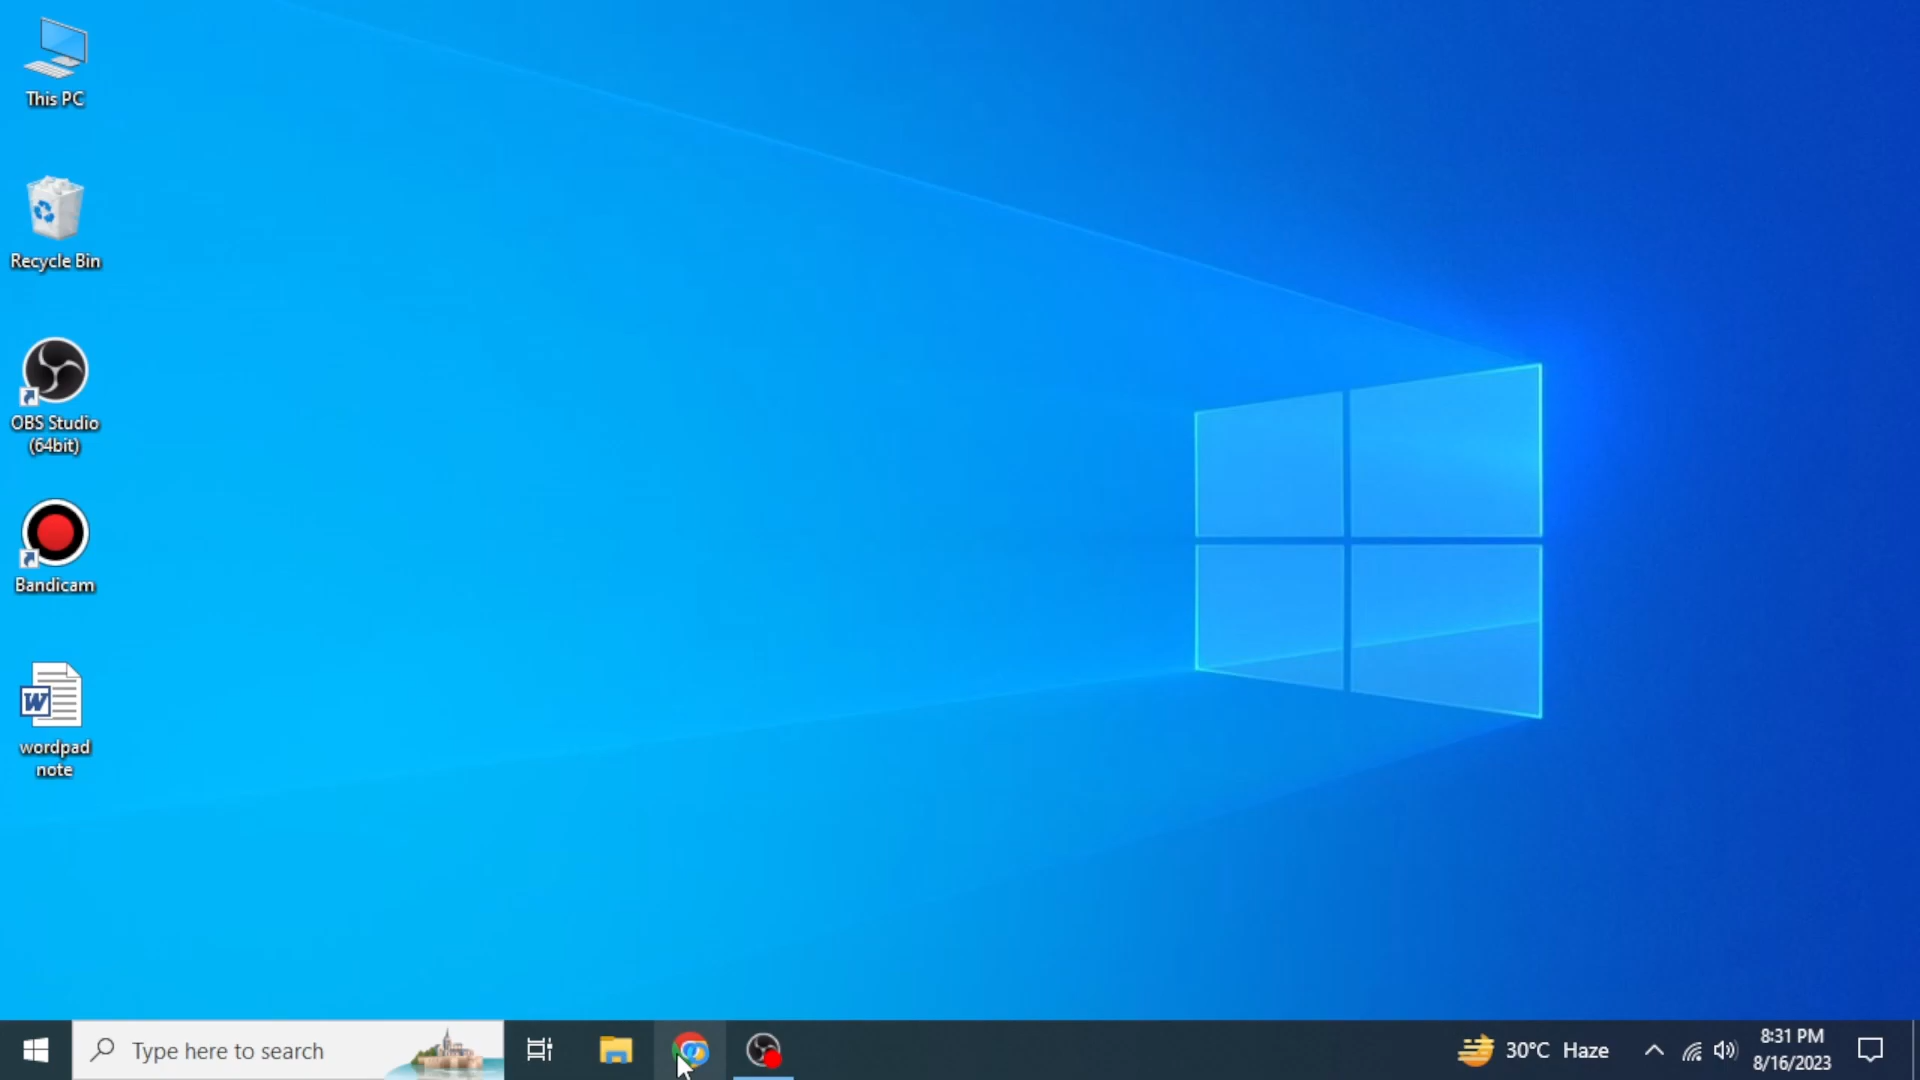 This PC
Recycle Bin
OBS Studio
(64bit)
Bandicam
W
wordpad
note
Type here to search
30°C Haze
8:31 PM
8/16/2023